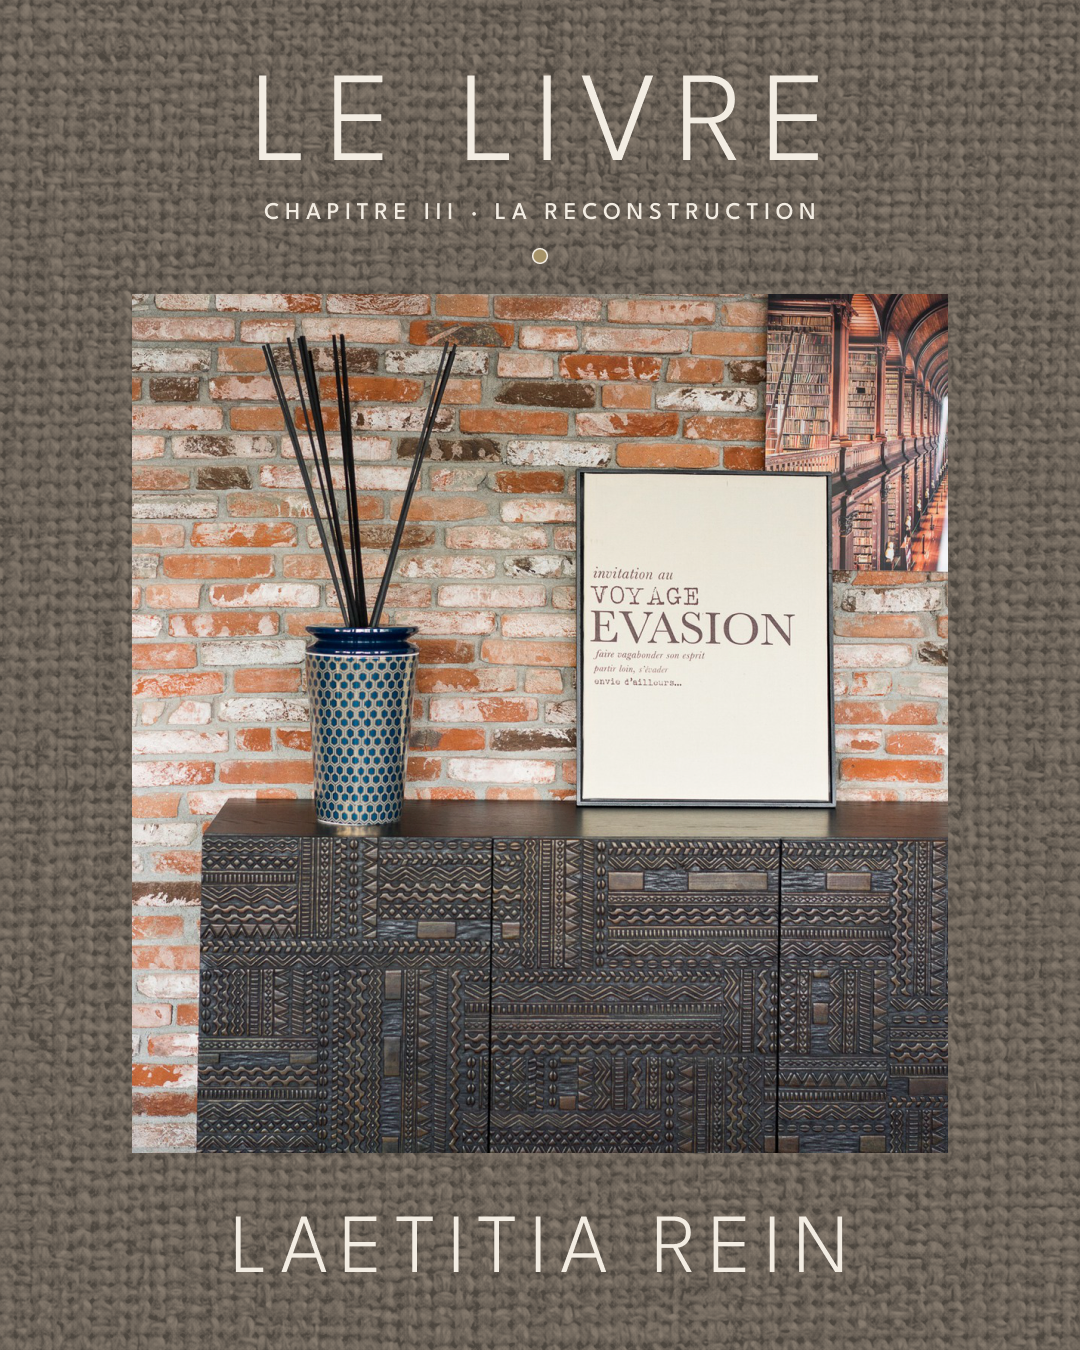 LE LIVRE
CHAPITRE III · LA RECONSTRUCTION
invitation au
VOYAGE
EVASION
faire vagabonder son esprit
partir loin, s'évader
envie d'ailleurs...
LAETITIA REIN